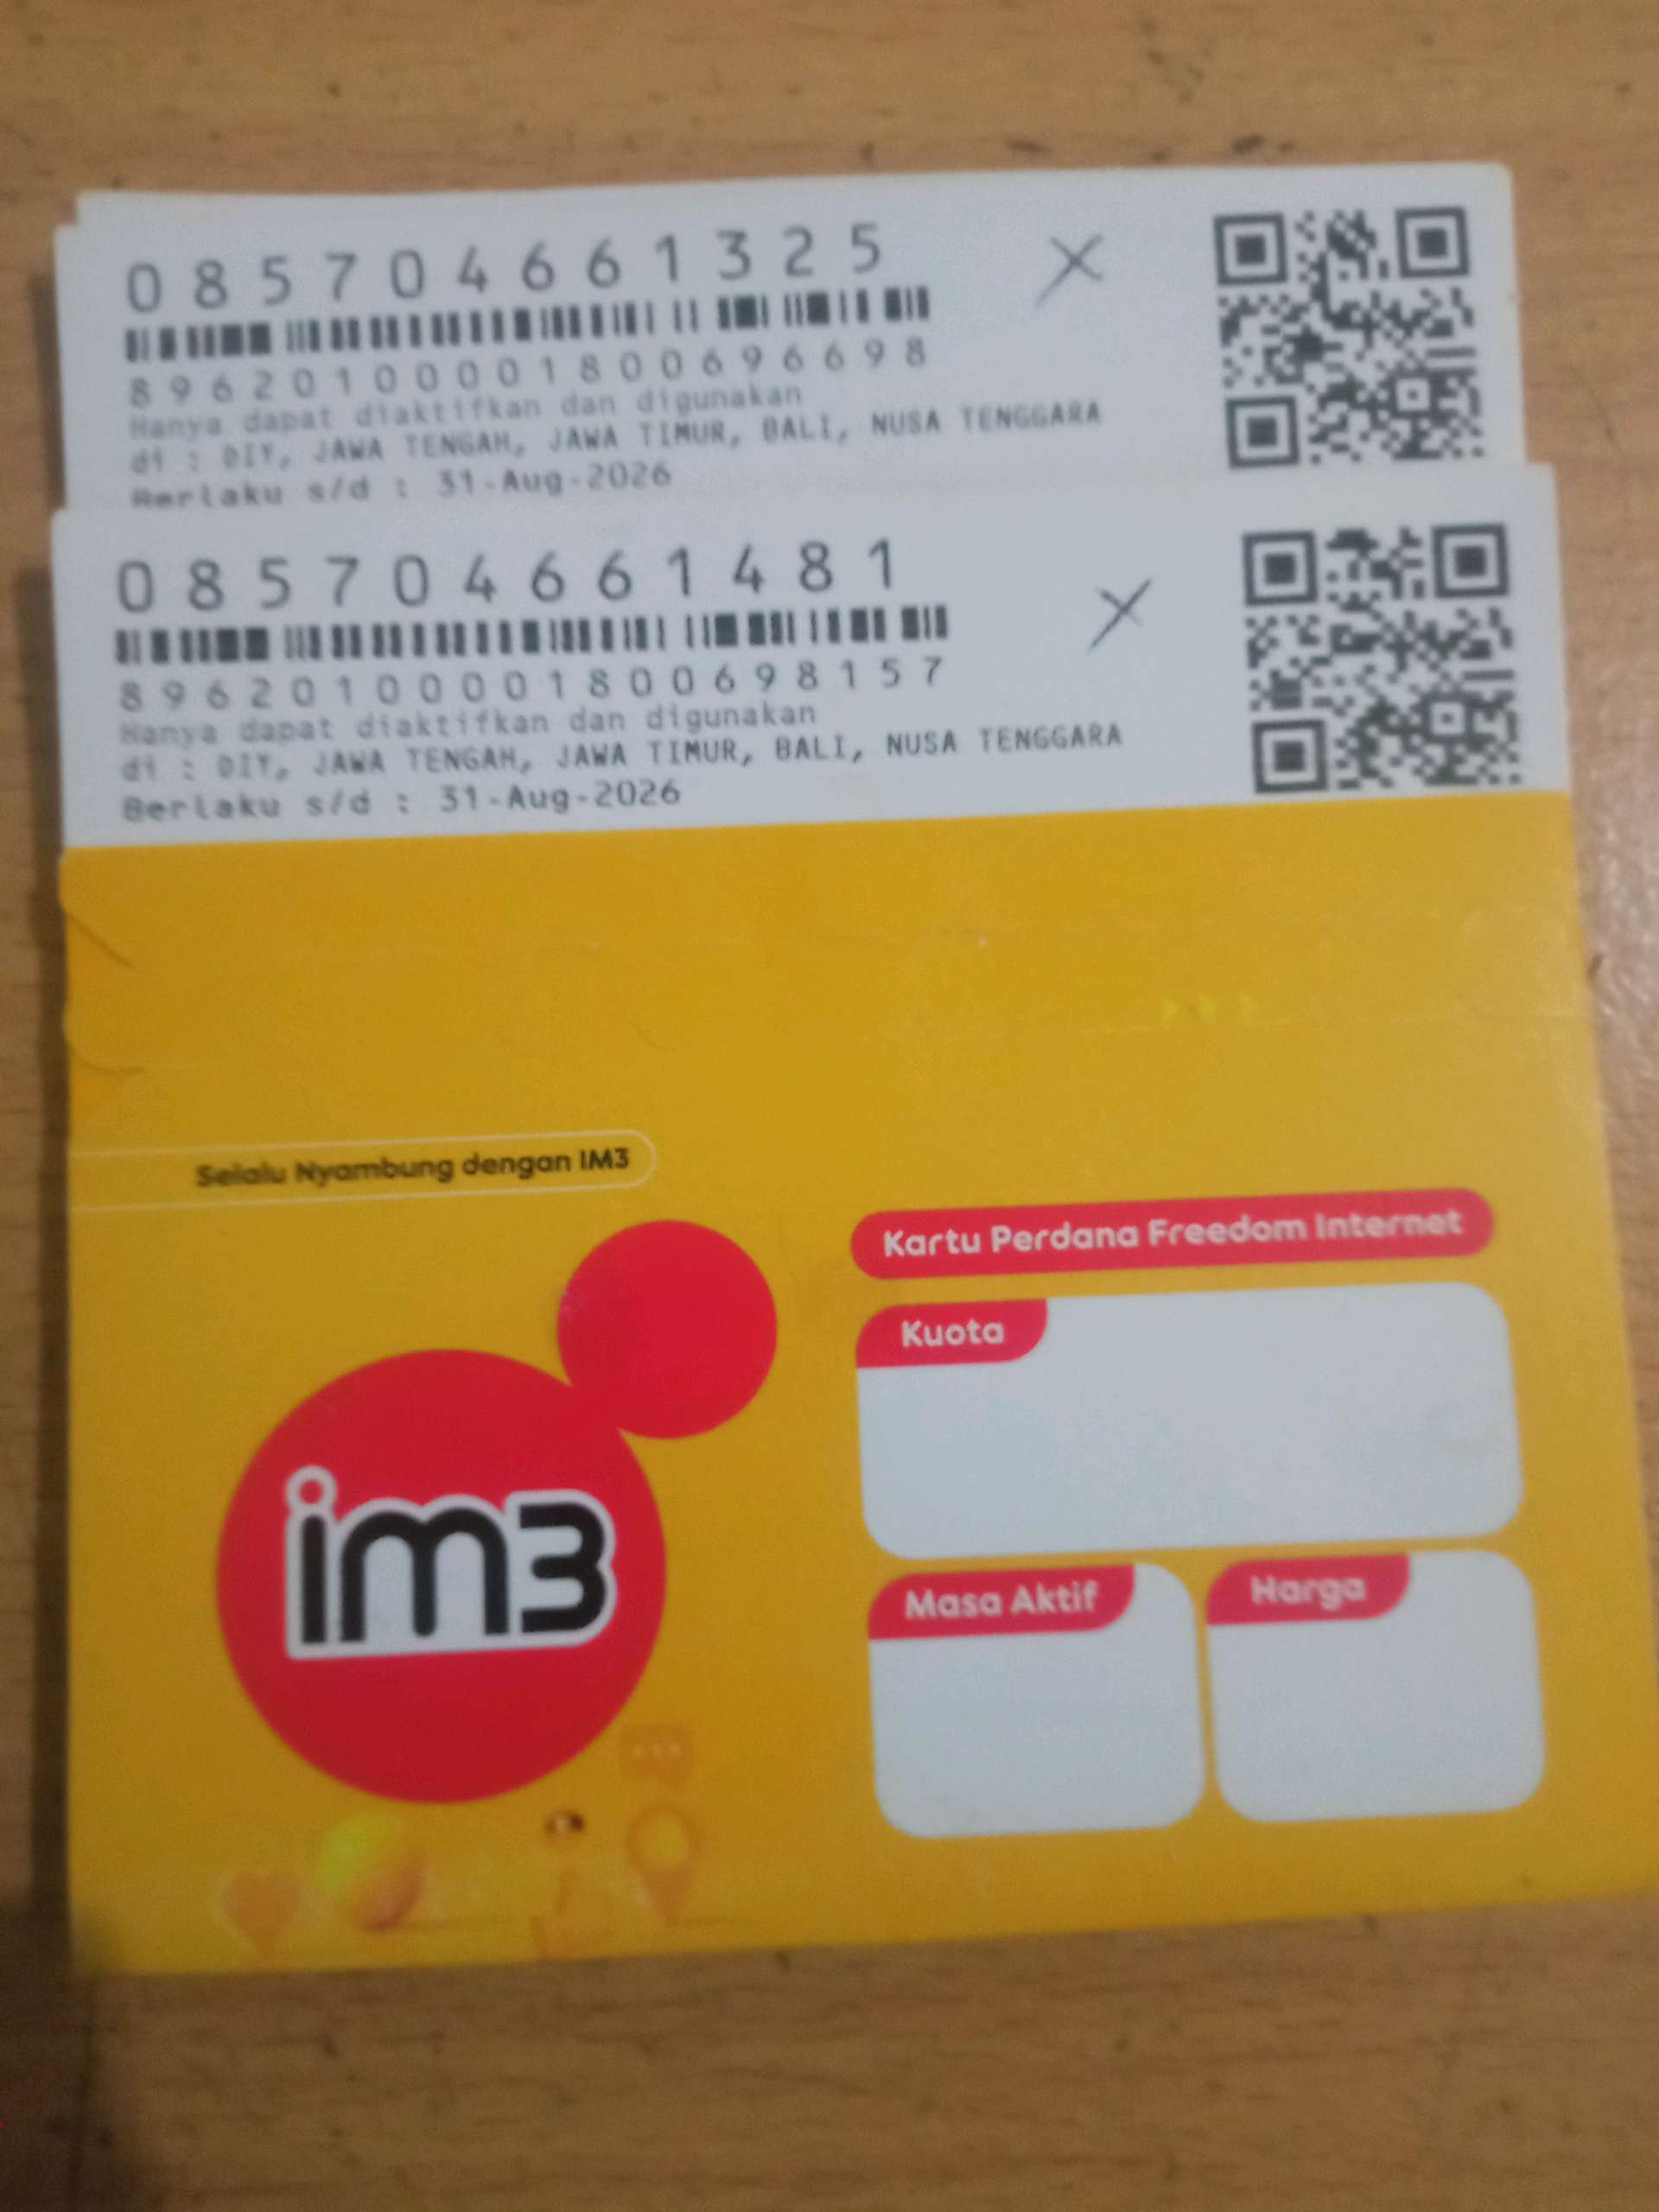 0 8 5 7 0 4 6 6 1 3 2 5
8 9 6 2 0 1 0 0 0 0 1 8 0 0 6 9 6 6 9 8
Hanya dapat diaktifkan dan digunakan
di : DIY, JAWA TENGAH, JAWA TIMUR, BALI, NUSA TENGGARA
Berlaku s/d : 31-Aug-2026
0 8 5 7 0 4 6 6 1 4 8 1
8 9 6 2 0 1 0 0 0 0 1 8 0 0 6 9 8 1 5 7
Hanya dapat diaktifkan dan digunakan
di : DIY, JAWA TENGAH, JAWA TIMUR, BALI, NUSA TENGGARA
Berlaku s/d : 31-Aug-2026
Selalu Nyambung dengan IM3
Kartu Perdana Freedom Internet
Kuota
im3
Masa Aktif
Harga